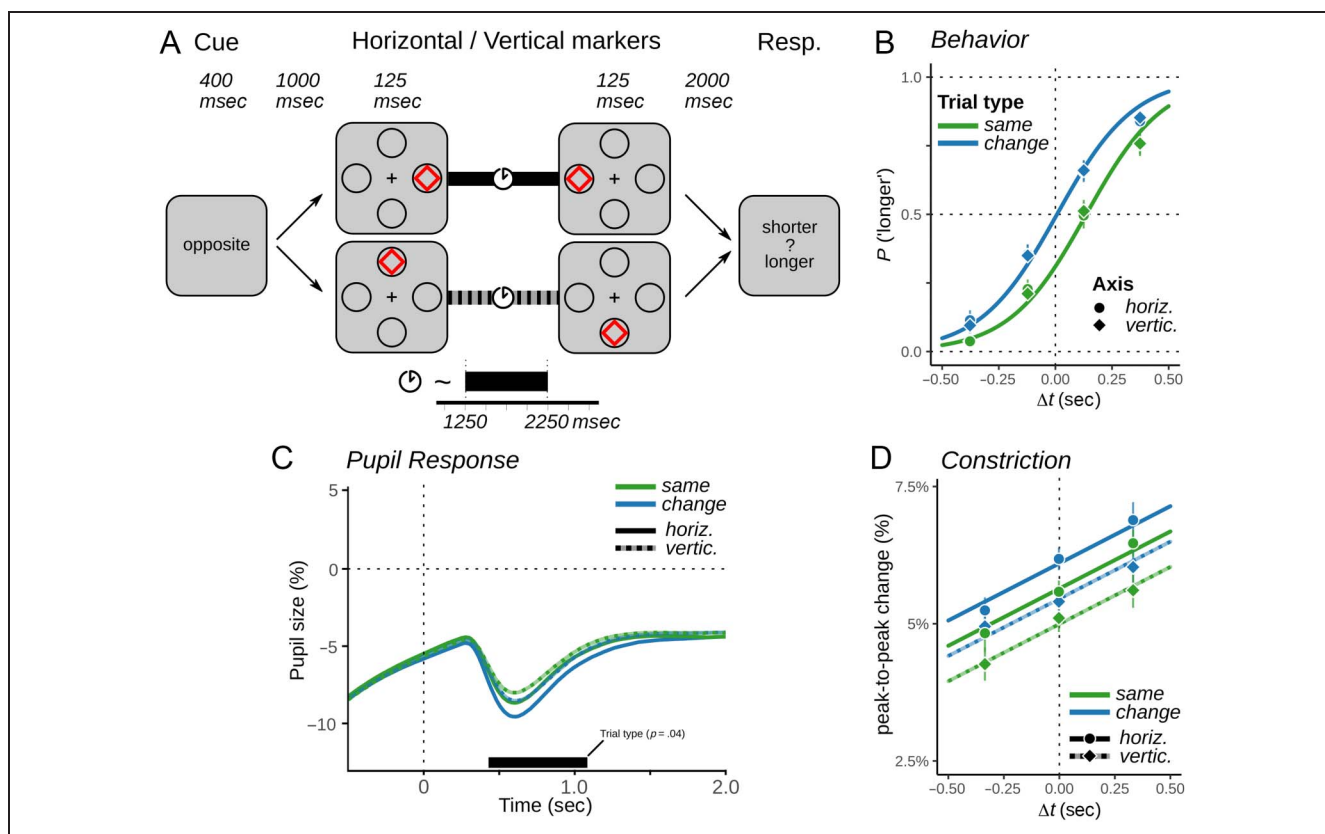 A Cue Horizontal / Vertical markers Resp.
400 msec
1000 msec
125 msec
125 msec
2000 msec
+ +
opposite
shorter
?
longer
+ +
~
1250 2250 msec
B Behavior
1.0
Trial type
same
change
0.5
Axis
horiz.
vertic.
0.0
P ('longer')
−0.50 −0.25 0.00 0.25 0.50
Δt (sec)
C Pupil Response
5
same
change
horiz.
vertic.
0
−5
−10
Pupil size (%)
Trial type (p = .04)
0 1.0 2.0
Time (sec)
D Constriction
7.5%
5%
2.5%
peak-to-peak change (%)
same
change
horiz.
vertic.
−0.50 −0.25 0.00 0.25 0.50
Δt (sec)